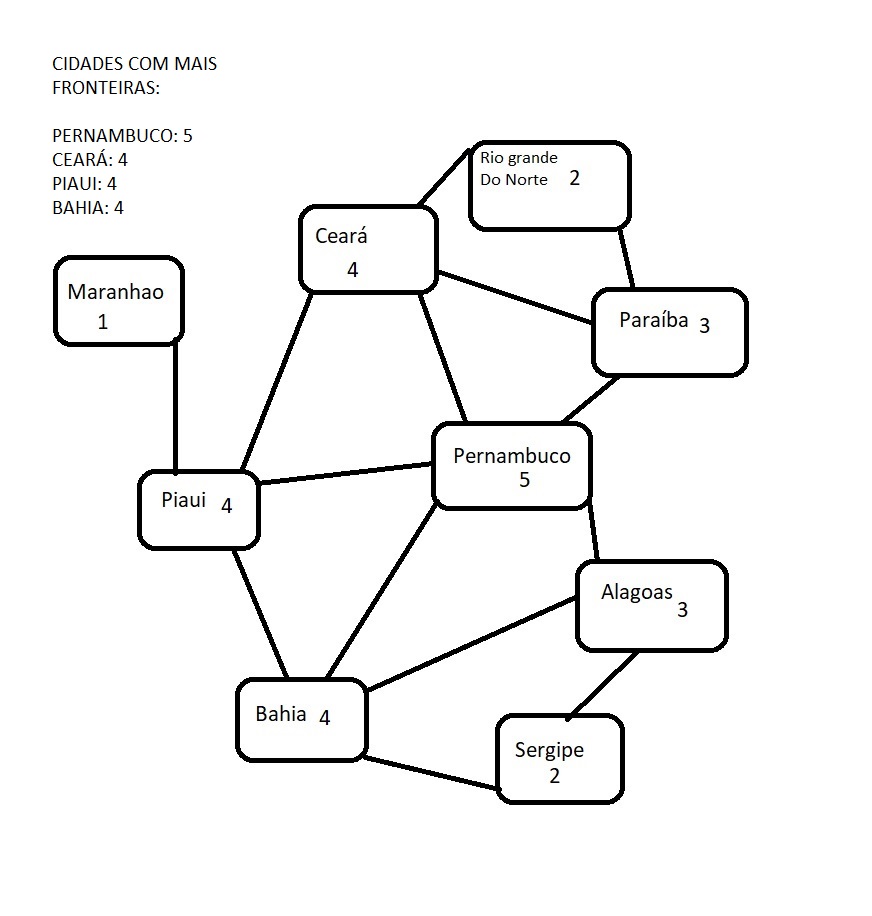 CIDADES COM MAIS
FRONTEIRAS:
PERNAMBUCO: 5
CEARÁ: 4
PIAUI: 4
BAHIA: 4
Rio grande
Do Norte 2
Ceará
4
Maranhao
1
Paraíba 3
Pernambuco
5
Piaui 4
Alagoas
3
Bahia 4
Sergipe
2